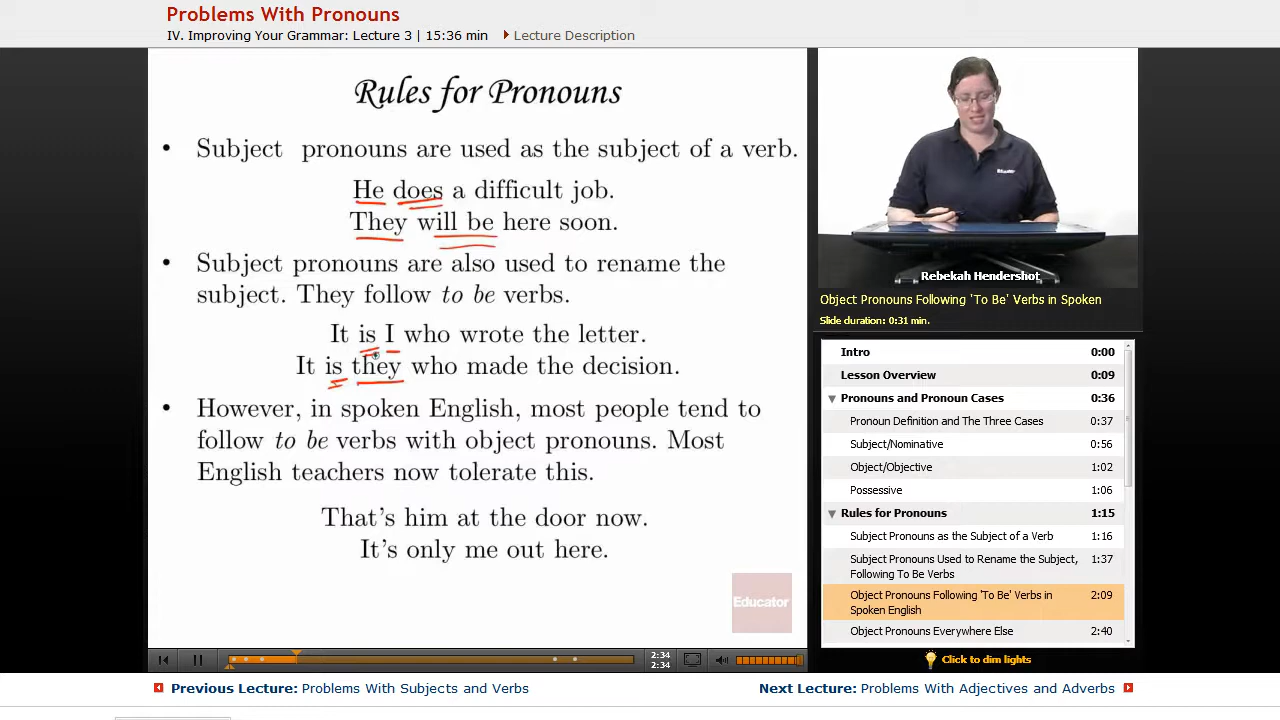 Problems With Pronouns
IV. Improving Your Grammar: Lecture 3 | 15:36 min
Lecture Description
Rules for Pronouns
• Subject pronouns are used as the subject of a verb.
He does a difficult job.
They will be here soon.
• Subject pronouns are also used to rename the
subject. They follow to be verbs.
It is I who wrote the letter.
It is they who made the decision.
• However, in spoken English, most people tend to
follow to be verbs with object pronouns. Most
English teachers now tolerate this.
That's him at the door now.
It's only me out here.
Educator
2:34
2:34
Rebekah Hendershot
Object Pronouns Following 'To Be' Verbs in Spoken
Slide duration: 0:31 min.
Intro 0:00
Lesson Overview 0:09
Pronouns and Pronoun Cases 0:36
Pronoun Definition and The Three Cases 0:37
Subject/Nominative 0:56
Object/Objective 1:02
Possessive 1:06
Rules for Pronouns 1:15
Subject Pronouns as the Subject of a Verb 1:16
Subject Pronouns Used to Rename the Subject, 1:37
Following To Be Verbs
Object Pronouns Following 'To Be' Verbs in 2:09
Spoken English
Object Pronouns Everywhere Else 2:40
Click to dim lights
Previous Lecture: Problems With Subjects and Verbs
Next Lecture: Problems With Adjectives and Adverbs